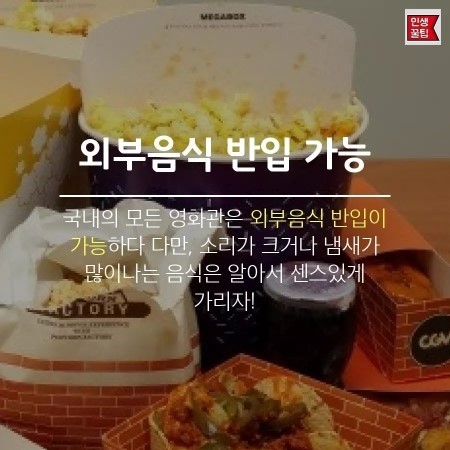 인생
꿀팁
MEGABOX
외부음식 반입 가능
국내의 모든 영화관은 외부음식 반입이
가능하다 다만, 소리가 크거나 냄새가
많이나는 음식은 알아서 센스있게
가리자!
FACTORY
CGV